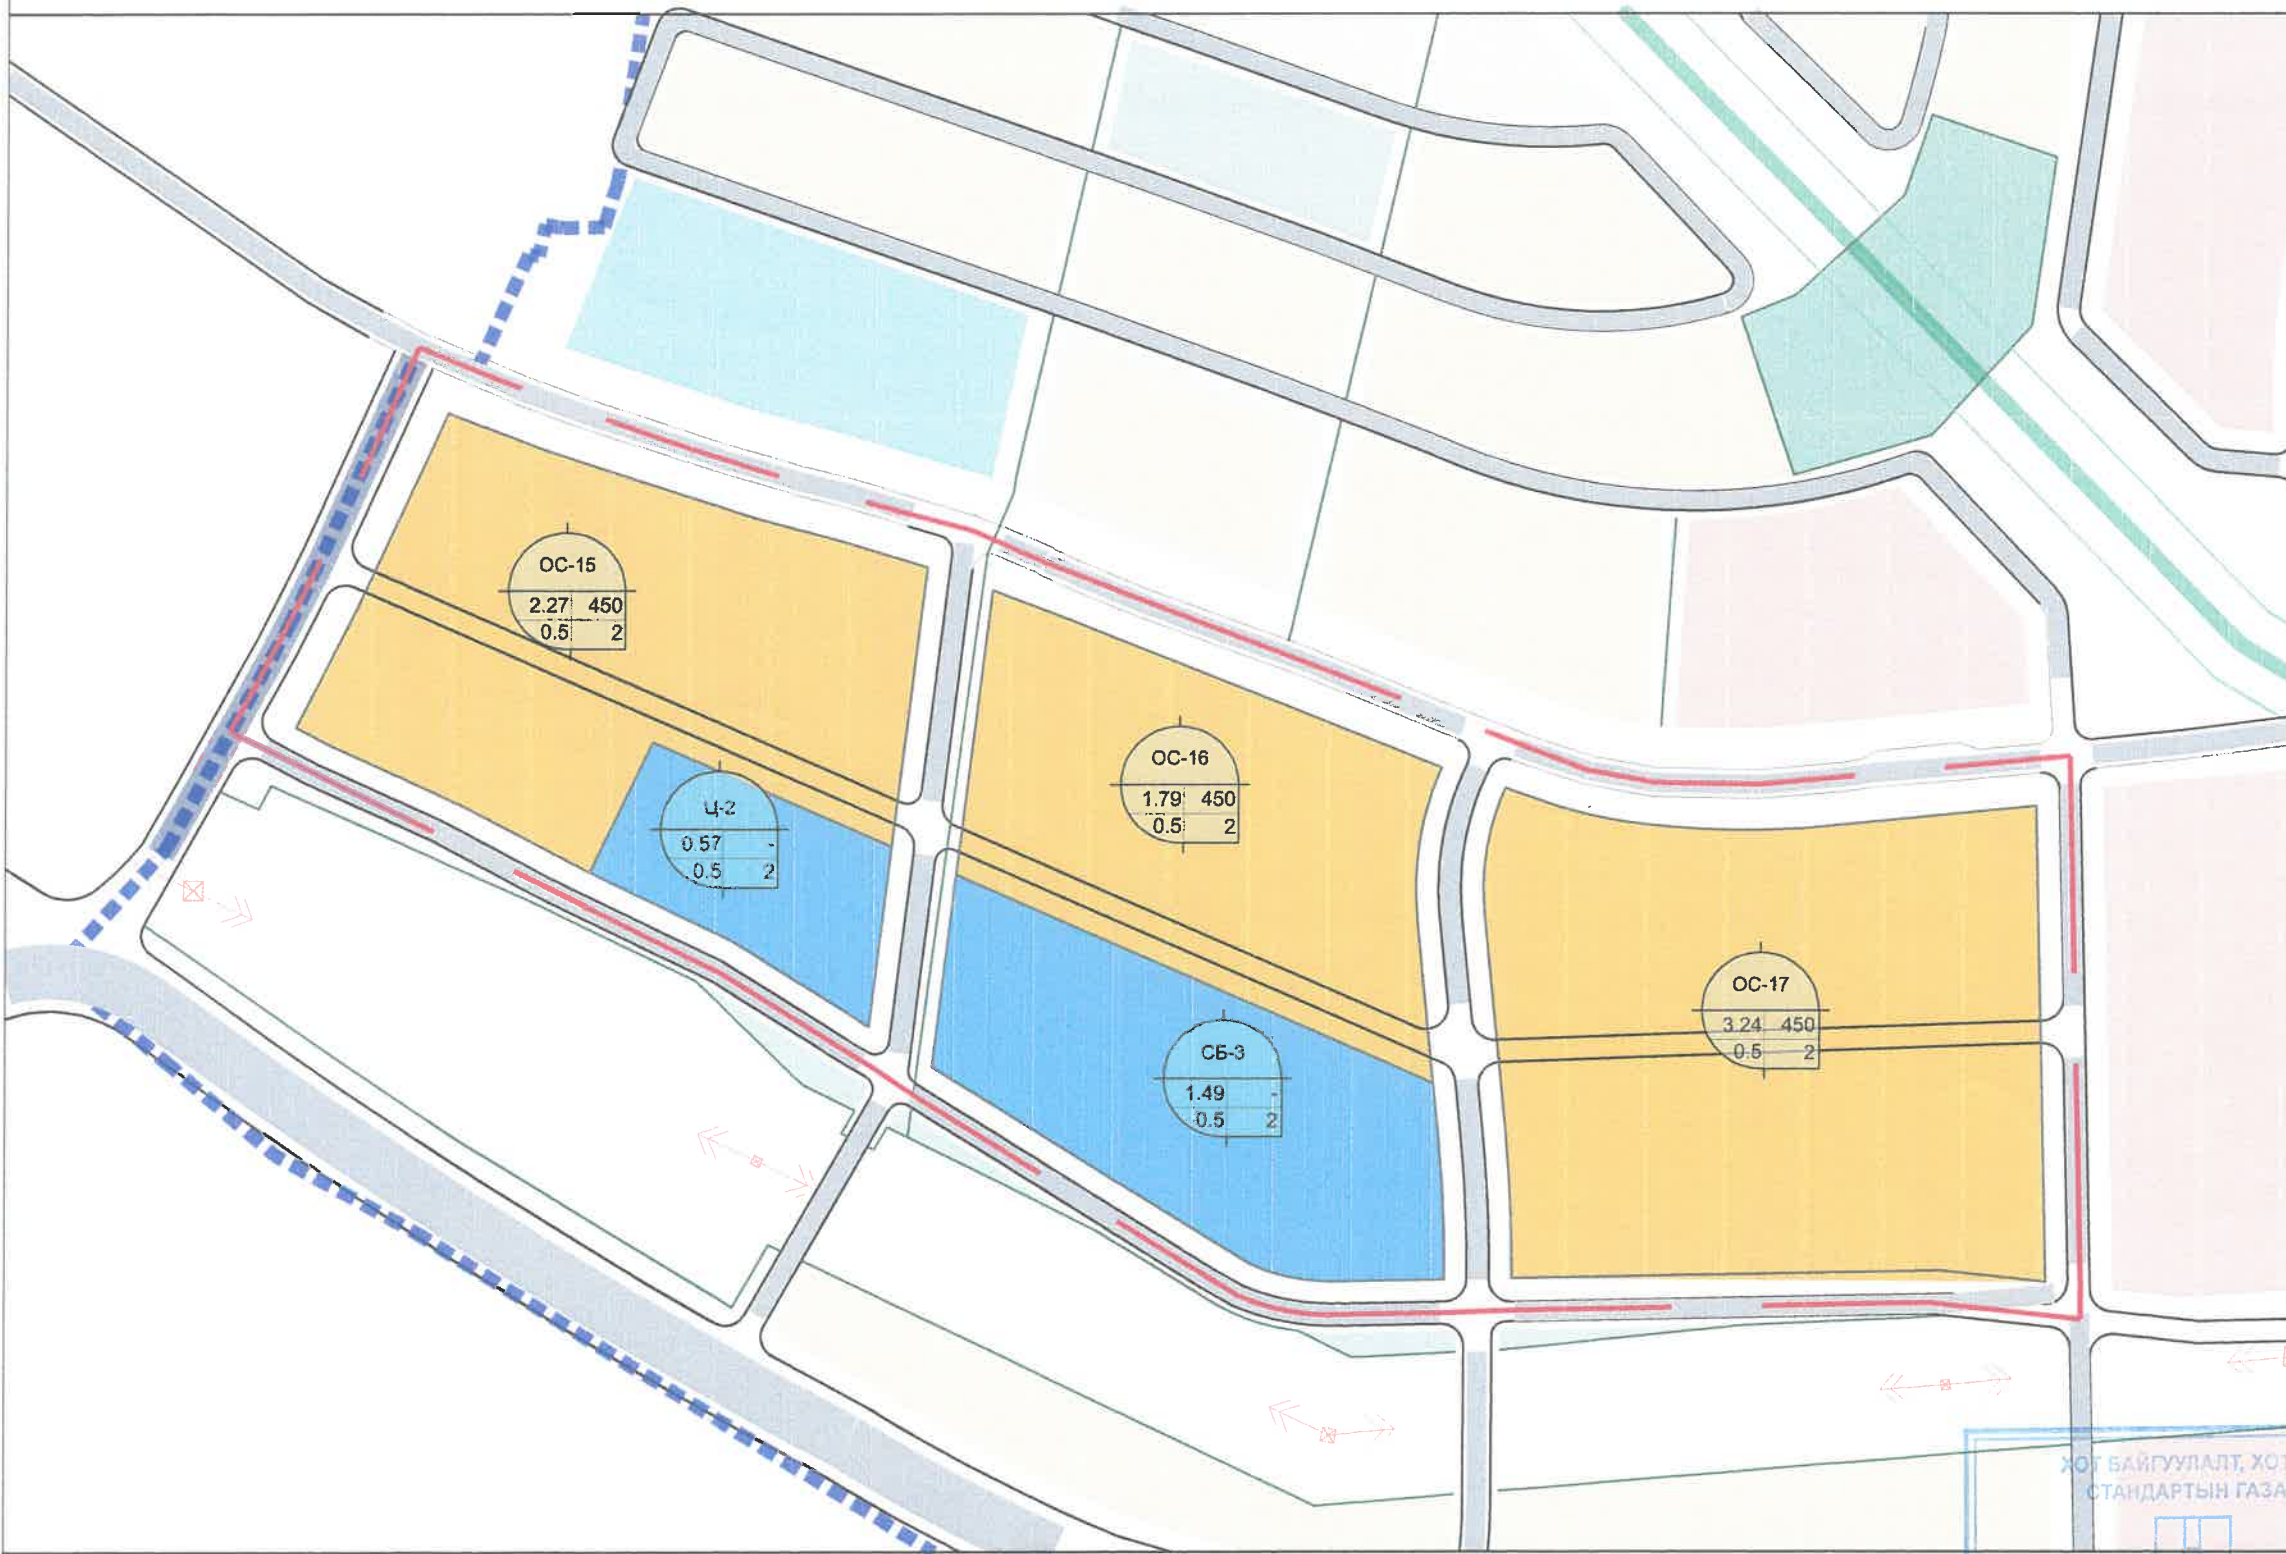 ОС-15
2.27 450
0.5 2
Ц-2
0.57 -
0.5 2
ОС-16
1.79 450
0.5 2
СБ-3
1.49 -
0.5 2
ОС-17
3.24 450
0.5 2
ХОТ БАЙГУУЛАЛТ, ХОТ
СТАНДАРТЫН ГАЗА